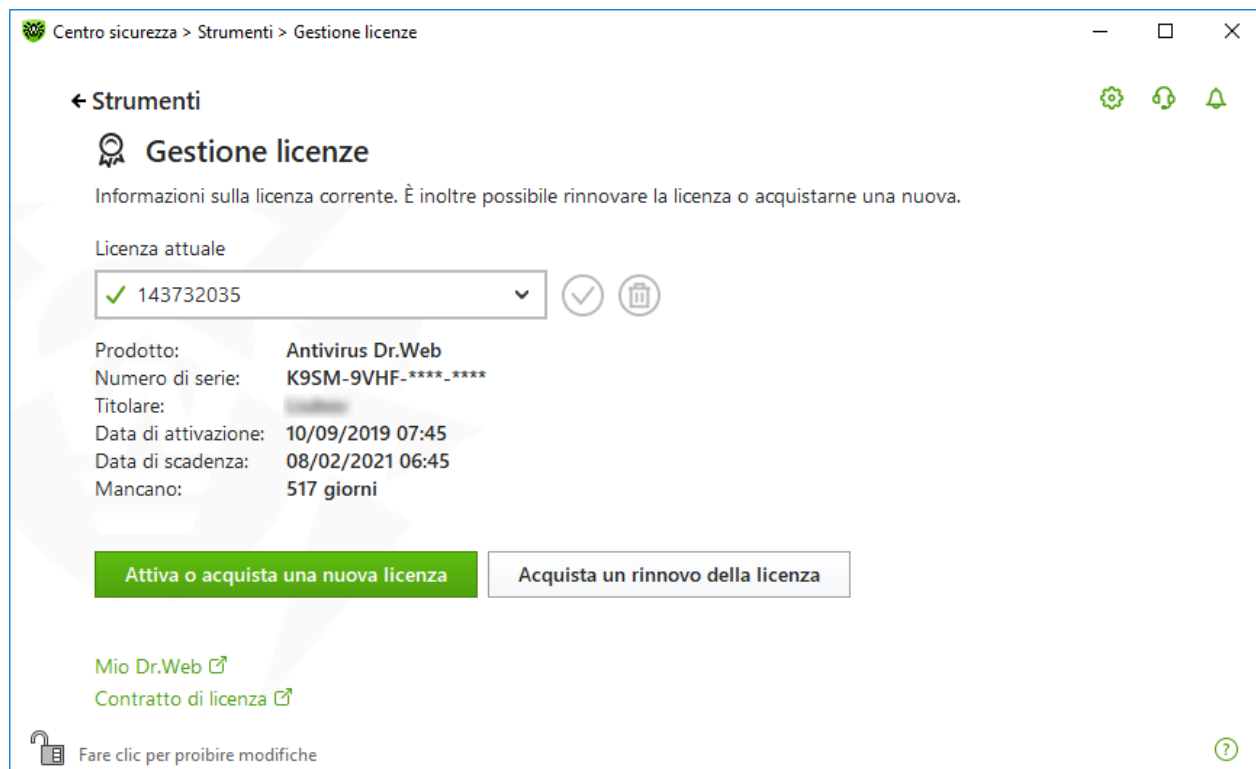 Centro sicurezza > Strumenti > Gestione licenze
Strumenti
Gestione licenze
Informazioni sulla licenza corrente. È inoltre possibile rinnovare la licenza o acquistarne una nuova.
Licenza attuale
143732035
Prodotto: Antivirus Dr.Web
Numero di serie: K9SM-9VHF-****-****
Titolare:
Data di attivazione: 10/09/2019 07:45
Data di scadenza: 08/02/2021 06:45
Mancano: 517 giorni
Attiva o acquista una nuova licenza Acquista un rinnovo della licenza
Mio Dr.Web
Contratto di licenza
Fare clic per proibire modifiche